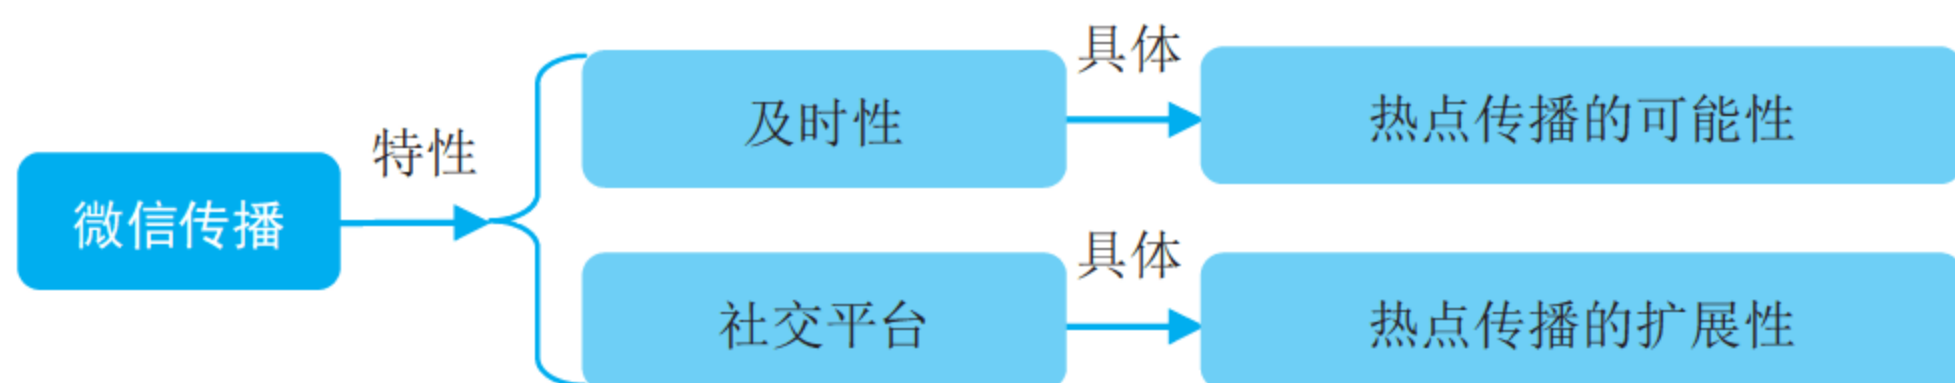 具体
及时性
热点传播的可能性
特性
微信传播
具体
社交平台
热点传播的扩展性